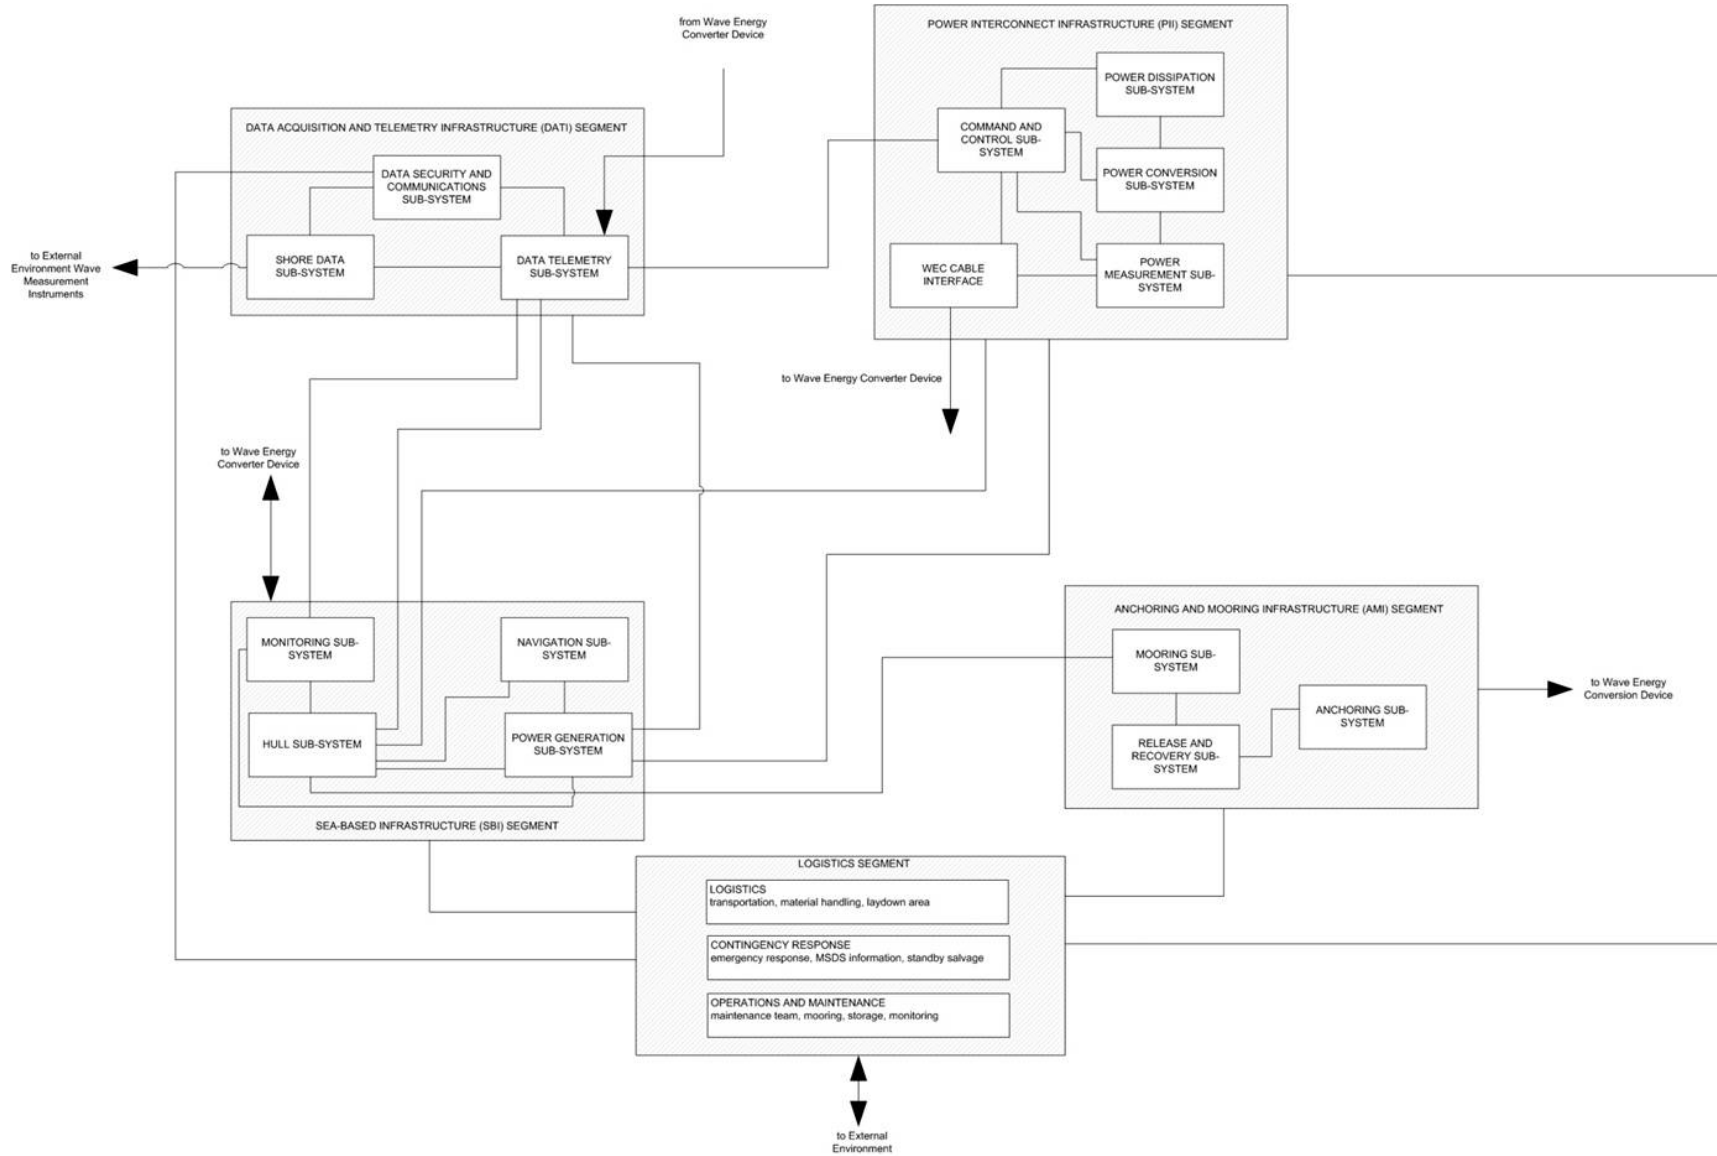 from Wave Energy
Converter Device
POWER INTERCONNECT INFRASTRUCTURE (PII) SEGMENT
POWER DISSIPATION
SUB-SYSTEM
COMMAND AND
CONTROL SUB-
SYSTEM
POWER CONVERSION
SUB-SYSTEM
WEC CABLE
INTERFACE
POWER
MEASUREMENT SUB-
SYSTEM
to Wave Energy Converter Device
DATA ACQUISITION AND TELEMETRY INFRASTRUCTURE (DATI) SEGMENT
DATA SECURITY AND
COMMUNICATIONS
SUB-SYSTEM
SHORE DATA
SUB-SYSTEM
DATA TELEMETRY
SUB-SYSTEM
to External
Environment Wave
Measurement
Instruments
to Wave Energy
Converter Device
MONITORING SUB-
SYSTEM
NAVIGATION SUB-
SYSTEM
HULL SUB-SYSTEM
POWER GENERATION
SUB-SYSTEM
SEA-BASED INFRASTRUCTURE (SBI) SEGMENT
ANCHORING AND MOORING INFRASTRUCTURE (AMI) SEGMENT
MOORING SUB-
SYSTEM
ANCHORING SUB-
SYSTEM
RELEASE AND
RECOVERY SUB-
SYSTEM
to Wave Energy
Conversion Device
LOGISTICS SEGMENT
LOGISTICS
transportation, material handling, laydown area
CONTINGENCY RESPONSE
emergency response, MSDS information, standby salvage
OPERATIONS AND MAINTENANCE
maintenance team, mooring, storage, monitoring
to External
Environment